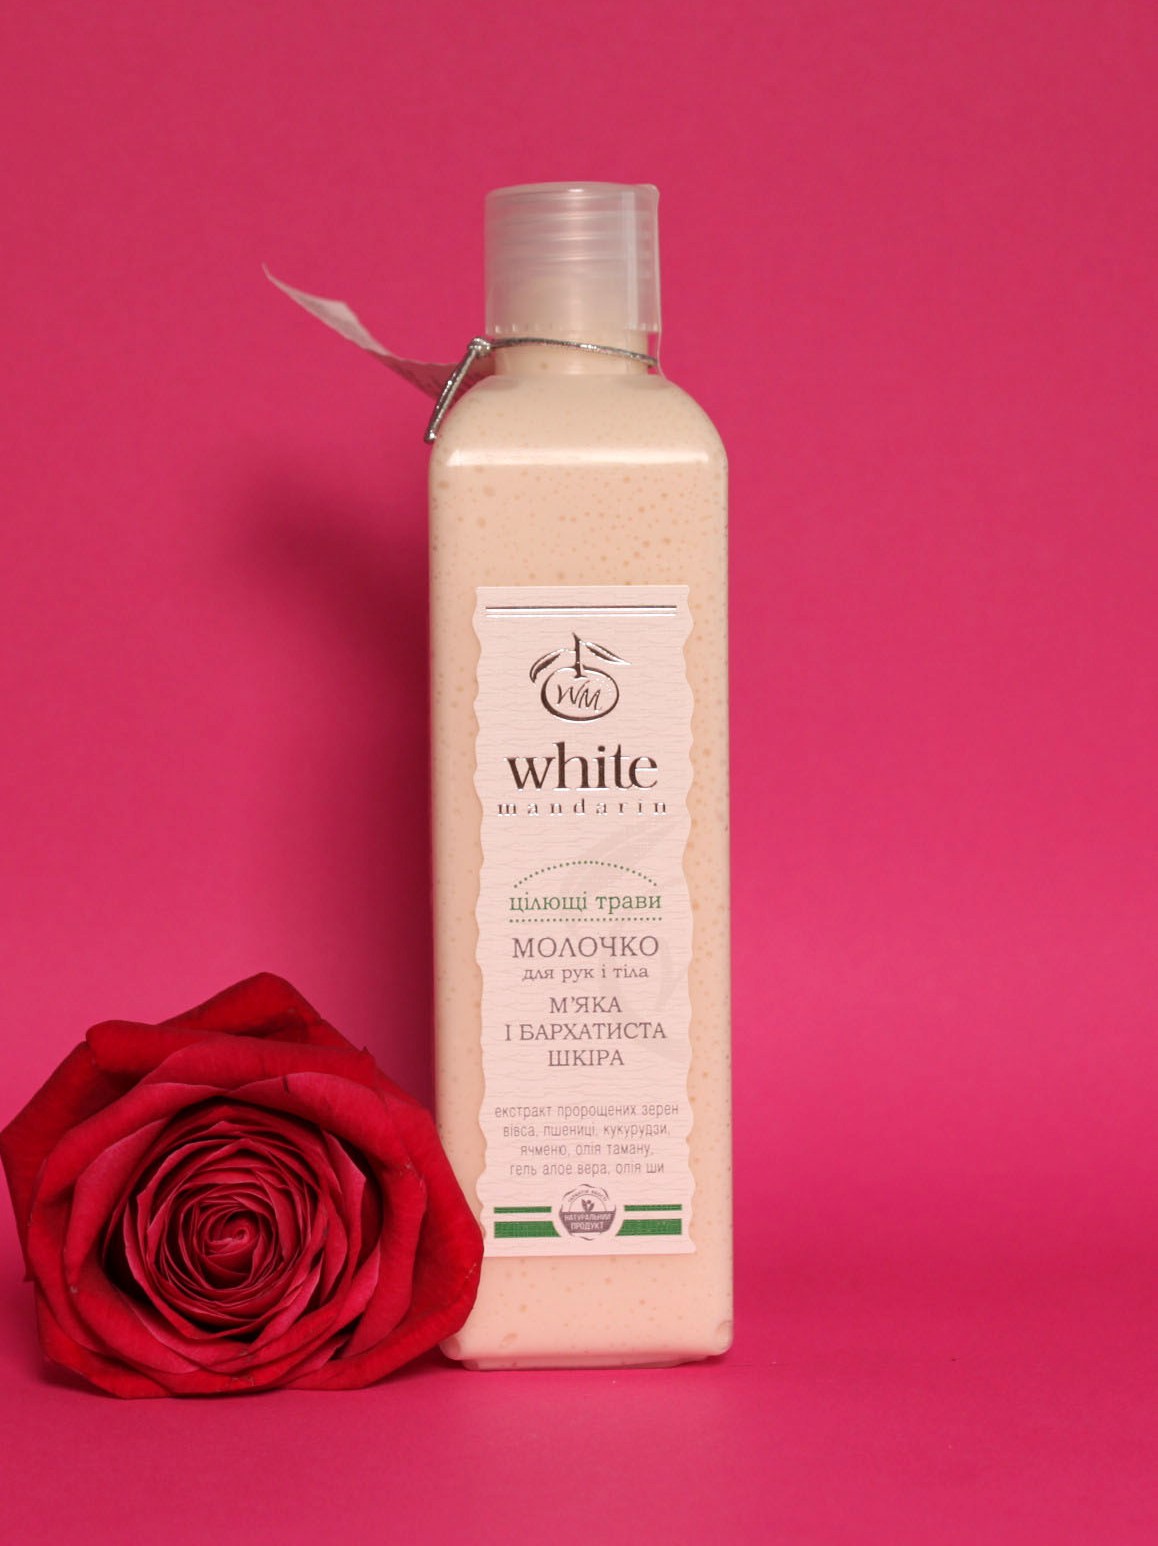 WM
white
mandarin
цілющі трави
МОЛОЧКО
для рук і тіла
М'ЯКА
І БАРХАТИСТА
ШКІРА
екстракт пророщених зерен
вівса, пшениці, кукурудзи,
ячменю, олія таману,
гель алое вера, олія ши
НАТУРАЛЬНИЙ
ПРОДУКТ